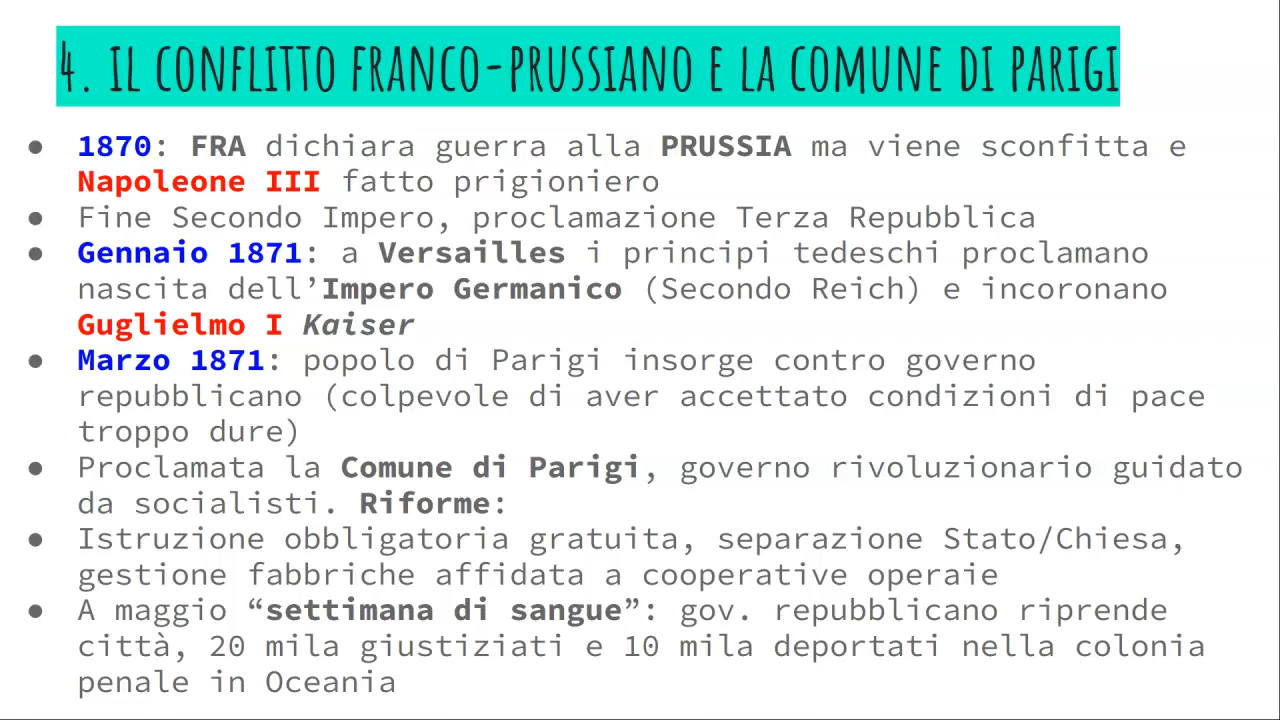 4. IL CONFLITTO FRANCO-PRUSSIANO E LA COMUNE DI PARIGI
● 1870: FRA dichiara guerra alla PRUSSIA ma viene sconfitta e
Napoleone III fatto prigioniero
● Fine Secondo Impero, proclamazione Terza Repubblica
● Gennaio 1871: a Versailles i principi tedeschi proclamano
nascita dell’Impero Germanico (Secondo Reich) e incoronano
Guglielmo I Kaiser
● Marzo 1871: popolo di Parigi insorge contro governo
repubblicano (colpevole di aver accettato condizioni di pace
troppo dure)
● Proclamata la Comune di Parigi, governo rivoluzionario guidato
da socialisti. Riforme:
● Istruzione obbligatoria gratuita, separazione Stato/Chiesa,
gestione fabbriche affidata a cooperative operaie
● A maggio “settimana di sangue”: gov. repubblicano riprende
città, 20 mila giustiziati e 10 mila deportati nella colonia
penale in Oceania